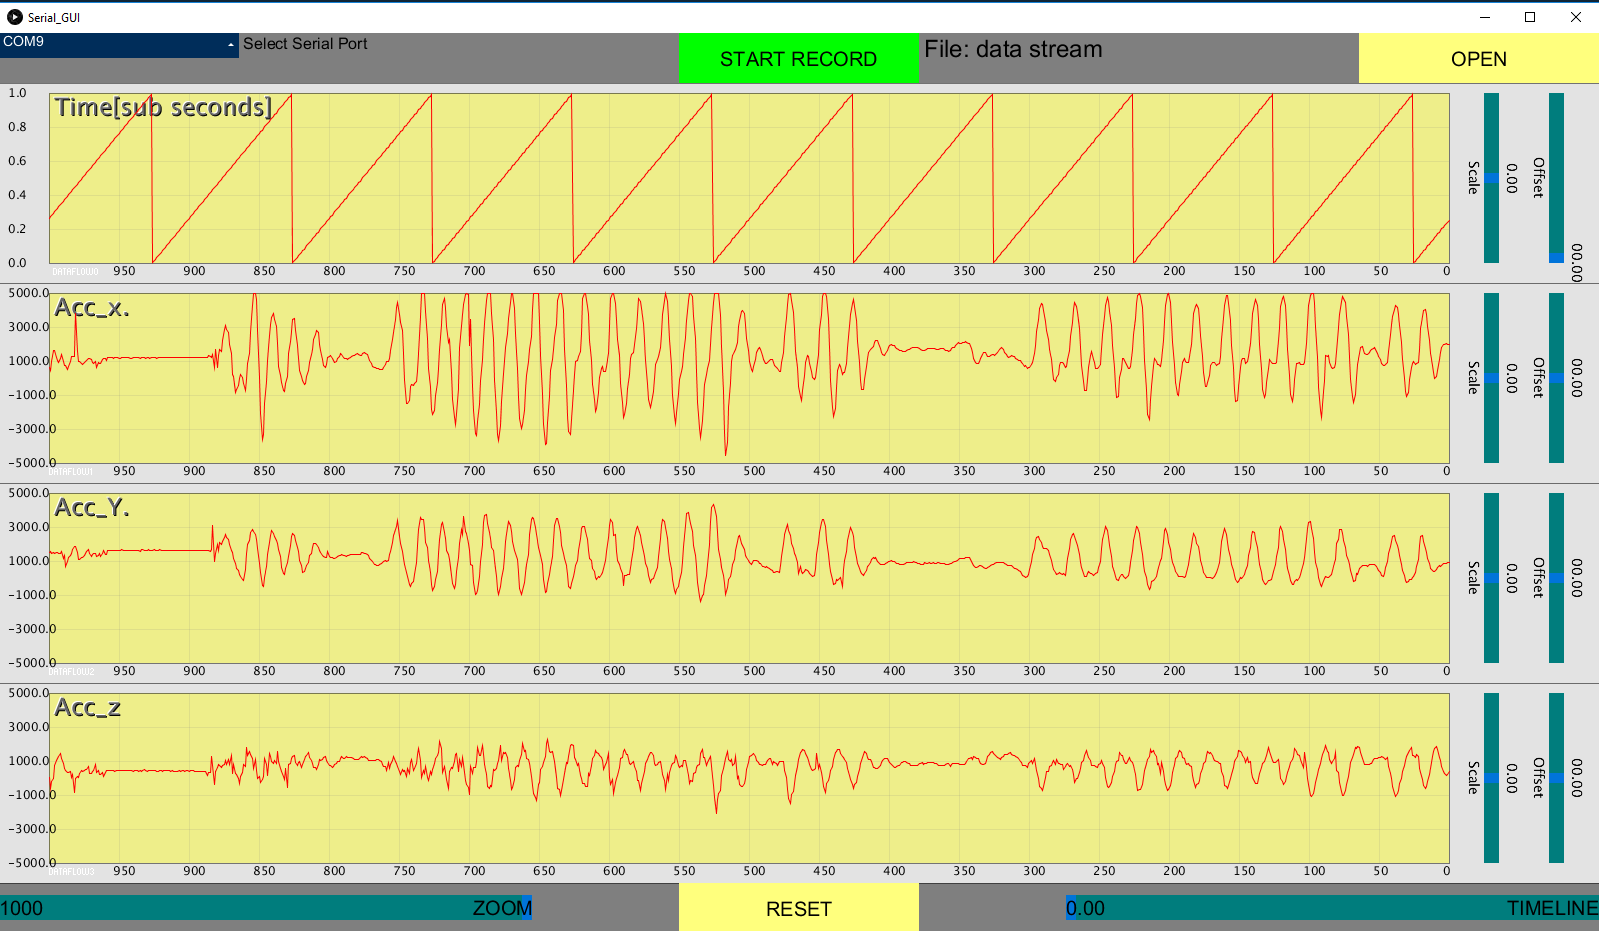 Serial_GUI
COM9 Select Serial Port START RECORD File: data stream OPEN
Time[sub seconds]
1.0
0.8
0.6
0.4
0.2
0.0
DATAFLOW0 950 900 850 800 750 700 650 600 550 500 450 400 350 300 250 200 150 100 50 0
Scale 0.00 Offset 00.00
Acc_x.
5000.0
3000.0
1000.0
-1000.0
-3000.0
-5000.0
DATAFLOW1 950 900 850 800 750 700 650 600 550 500 450 400 350 300 250 200 150 100 50 0
Scale 0.00 Offset 00.00
Acc_Y.
5000.0
3000.0
1000.0
-1000.0
-3000.0
-5000.0
DATAFLOW2 950 900 850 800 750 700 650 600 550 500 450 400 350 300 250 200 150 100 50 0
Scale 0.00 Offset 00.00
Acc_z
5000.0
3000.0
1000.0
-1000.0
-3000.0
-5000.0
DATAFLOW3 950 900 850 800 750 700 650 600 550 500 450 400 350 300 250 200 150 100 50 0
Scale 0.00 Offset 00.00
1000 ZOOM RESET 0.00 TIMELINE